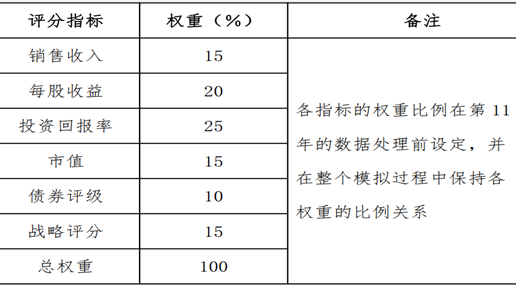 评分指标 权重（%） 备注
销售收入 15
每股收益 20
投资回报率 25
市值 15
债券评级 10
战略评分 15
总权重 100
各指标的权重比例在第 11
年的数据处理前设定，并
在整个模拟过程中保持各
权重的比例关系